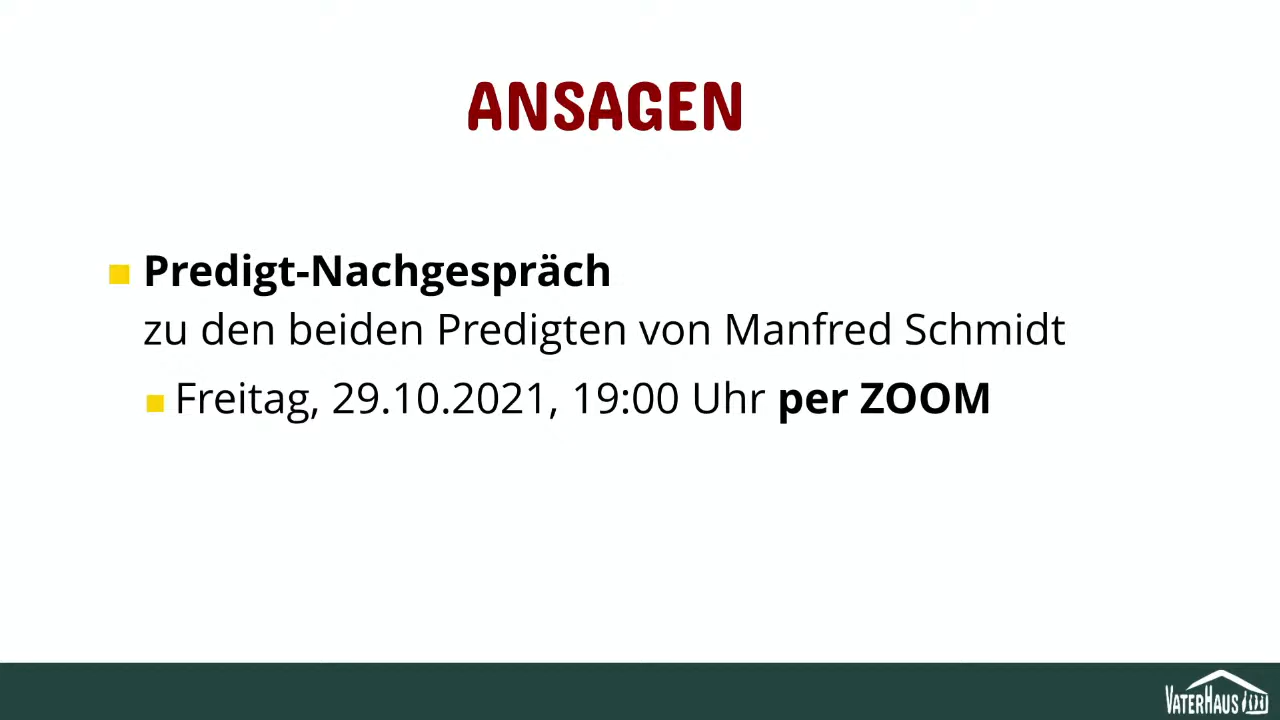 ANSAGEN
Predigt-Nachgespräch
zu den beiden Predigten von Manfred Schmidt
Freitag, 29.10.2021, 19:00 Uhr per ZOOM
VATERHAUS